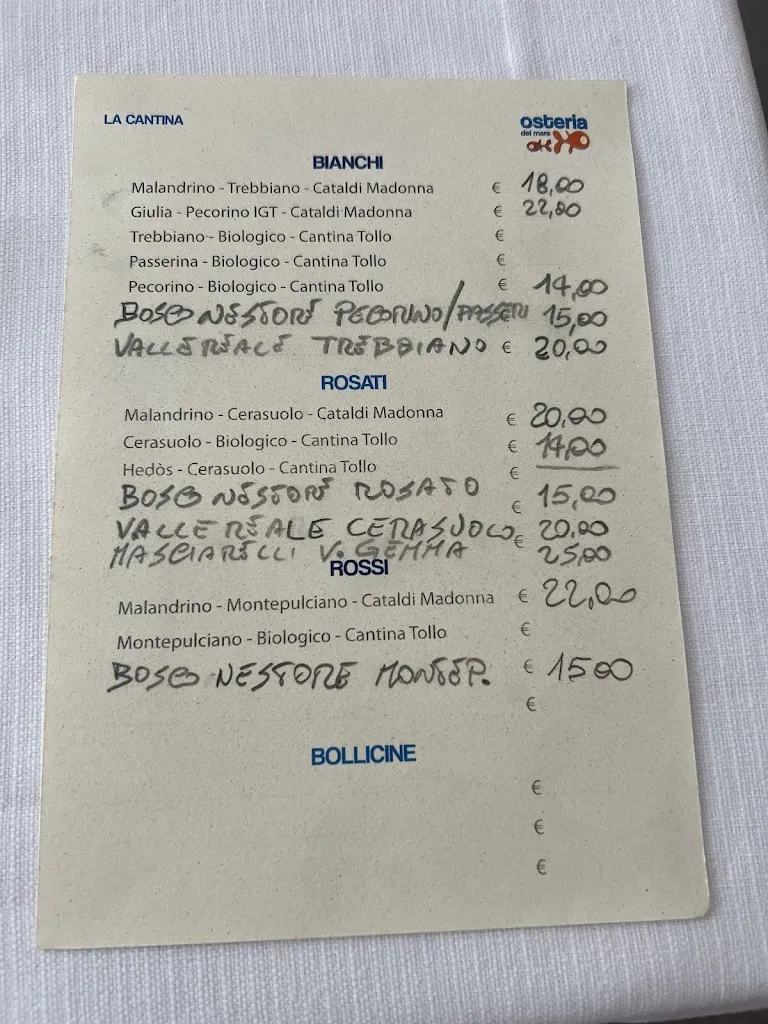 LA CANTINA
osteria
del mare
BIANCHI
Malandrino - Trebbiano - Cataldi Madonna € 18,00
Giulia - Pecorino IGT - Cataldi Madonna € 22,00
Trebbiano - Biologico - Cantina Tollo €
Passerina - Biologico - Cantina Tollo €
Pecorino - Biologico - Cantina Tollo € 14,00
BOSCO NESTORE PECORINO/PASSERI 15,00
VALLE REALE TREBBIANO € 20,00
ROSATI
Malandrino - Cerasuolo - Cataldi Madonna € 20,00
Cerasuolo - Biologico - Cantina Tollo € 14,00
Hedòs - Cerasuolo - Cantina Tollo €
BOSCO NESTORE ROSATO € 15,00
VALLE REALE CERASUOLO € 20,00
MASCIARELLI V. GEMMA 25,00
ROSSI
Malandrino - Montepulciano - Cataldi Madonna € 22,00
Montepulciano - Biologico - Cantina Tollo €
BOSCO NESTORE MONTEP. € 15 00
€
BOLLICINE
€
€
€